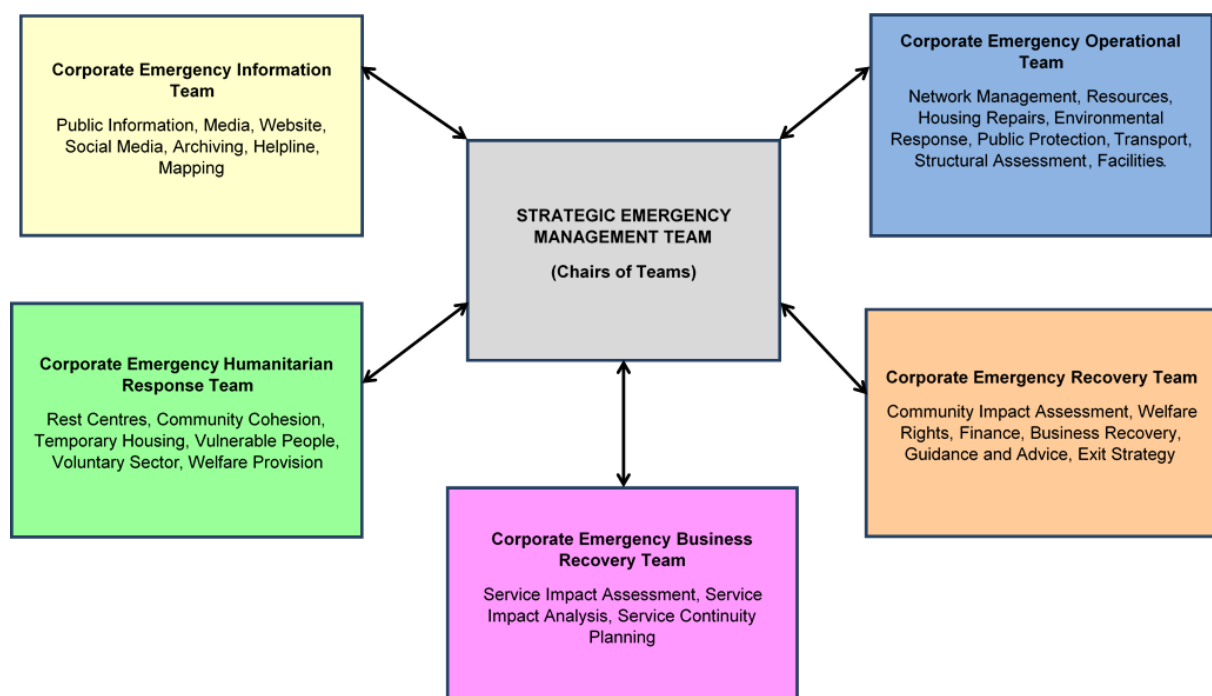 Corporate Emergency Information
Team
Public Information, Media, Website,
Social Media, Archiving, Helpline,
Mapping
Corporate Emergency Operational
Team
Network Management, Resources,
Housing Repairs, Environmental
Response, Public Protection, Transport,
Structural Assessment, Facilities.
STRATEGIC EMERGENCY
MANAGEMENT TEAM
(Chairs of Teams)
Corporate Emergency Humanitarian
Response Team
Rest Centres, Community Cohesion,
Temporary Housing, Vulnerable People,
Voluntary Sector, Welfare Provision
Corporate Emergency Recovery Team
Community Impact Assessment, Welfare
Rights, Finance, Business Recovery,
Guidance and Advice, Exit Strategy
Corporate Emergency Business
Recovery Team
Service Impact Assessment, Service
Impact Analysis, Service Continuity
Planning